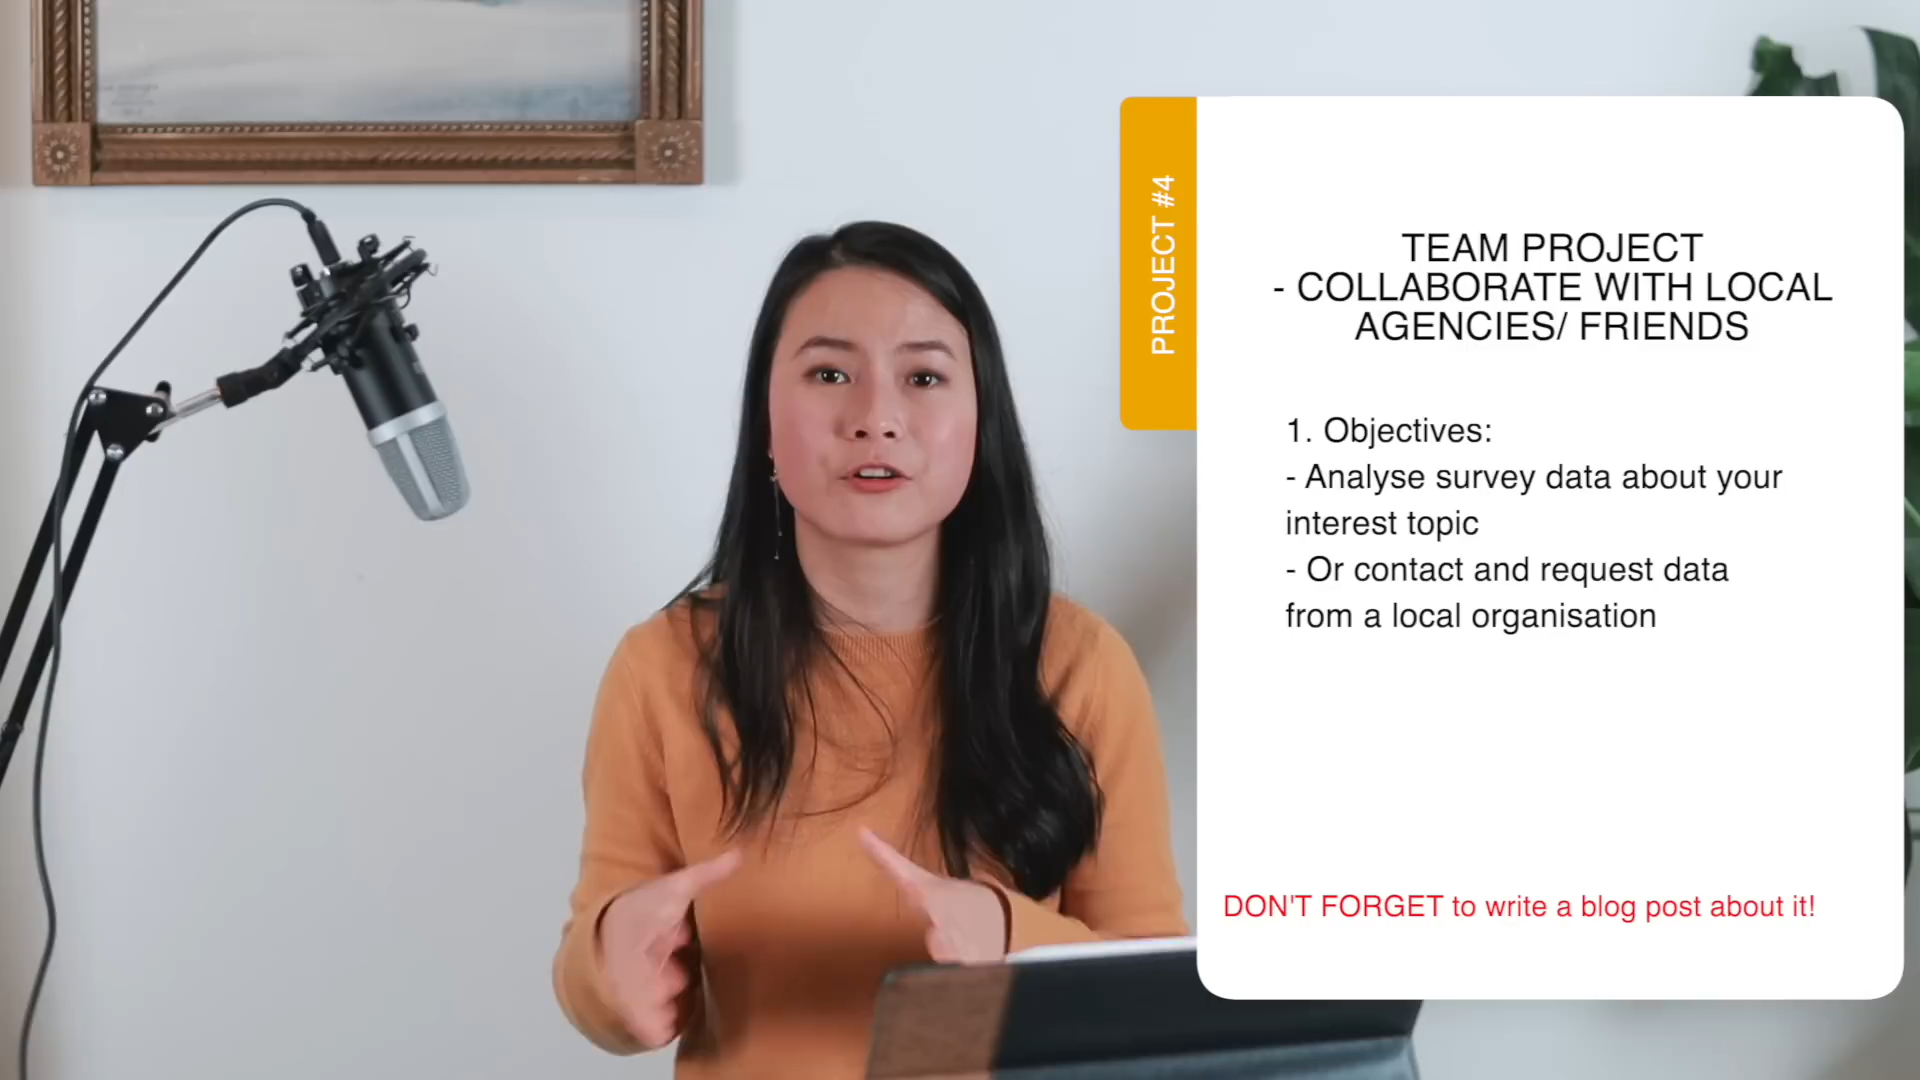 PROJECT #4
TEAM PROJECT
- COLLABORATE WITH LOCAL
AGENCIES/ FRIENDS
1. Objectives:
- Analyse survey data about your
interest topic
- Or contact and request data
from a local organisation
DON'T FORGET to write a blog post about it!